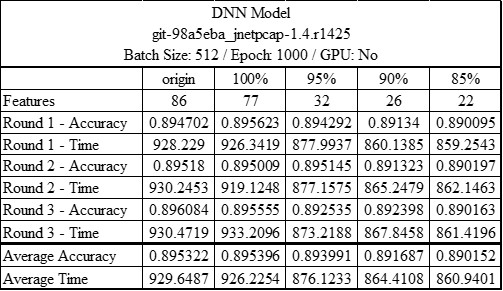 DNN Model
git-98a5eba_jnetpcap-1.4.r1425
Batch Size: 512 / Epoch: 1000 / GPU: No
origin 100% 95% 90% 85%
Features 86 77 32 26 22
Round 1 - Accuracy 0.894702 0.895623 0.894292 0.89134 0.890095
Round 1 - Time 928.229 926.3419 877.9937 860.1385 859.2543
Round 2 - Accuracy 0.89518 0.895009 0.895145 0.891323 0.890197
Round 2 - Time 930.2453 919.1248 877.1575 865.2479 862.1463
Round 3 - Accuracy 0.896084 0.895555 0.892535 0.892398 0.890163
Round 3 - Time 930.4719 933.2096 873.2188 867.8458 861.4196
Average Accuracy 0.895322 0.895396 0.893991 0.891687 0.890152
Average Time 929.6487 926.2254 876.1233 864.4108 860.9401